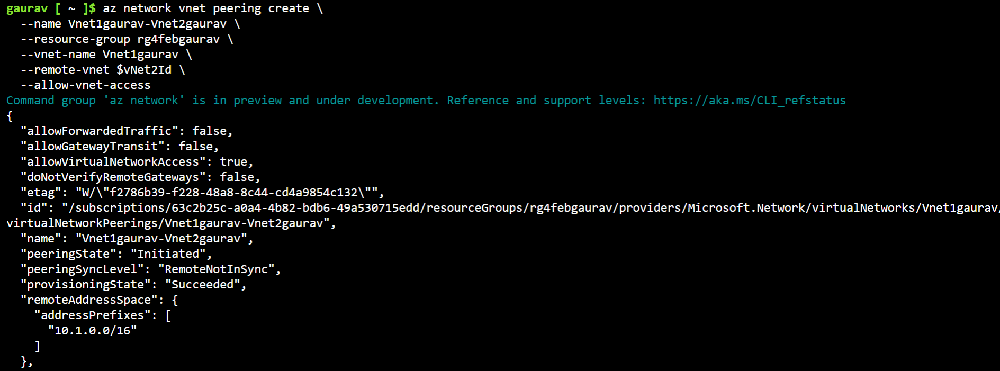 gaurav [ ~ ]$ az network vnet peering create \
  --name Vnet1gaurav-Vnet2gaurav \
  --resource-group rg4febgaurav \
  --vnet-name Vnet1gaurav \
  --remote-vnet $vNet2Id \
  --allow-vnet-access
Command group 'az network' is in preview and under development. Reference and support levels: https://aka.ms/CLI_refstatus
{
  "allowForwardedTraffic": false,
  "allowGatewayTransit": false,
  "allowVirtualNetworkAccess": true,
  "doNotVerifyRemoteGateways": false,
  "etag": "W/\"f2786b39-f228-48a8-8c44-cd4a9854c132\"",
  "id": "/subscriptions/63c2b25c-a0a4-4b82-bdb6-49a530715edd/resourceGroups/rg4febgaurav/providers/Microsoft.Network/virtualNetworks/Vnet1gaurav/
virtualNetworkPeerings/Vnet1gaurav-Vnet2gaurav",
  "name": "Vnet1gaurav-Vnet2gaurav",
  "peeringState": "Initiated",
  "peeringSyncLevel": "RemoteNotInSync",
  "provisioningState": "Succeeded",
  "remoteAddressSpace": {
    "addressPrefixes": [
      "10.1.0.0/16"
    ]
  },